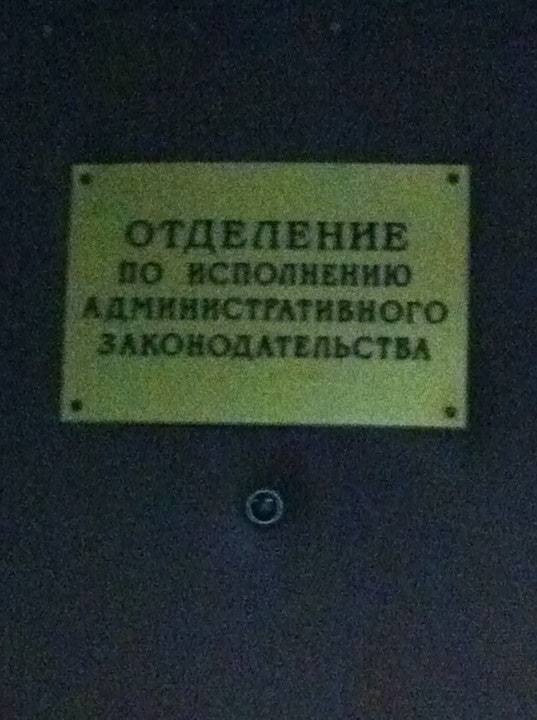 ОТДЕЛЕНИЕ
ПО ИСПОЛНЕНИЮ
АДМИНИСТРАТИВНОГО
ЗАКОНОДАТЕЛЬСТВА